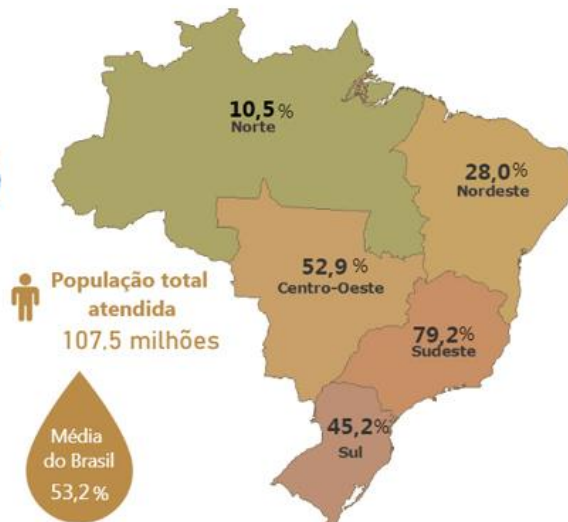 10,5 %
Norte
28,0%
Nordeste
52,9 %
Centro-Oeste
População total
atendida
107,5 milhões
79,2%
Sudeste
45,2%
Sul
Média
do Brasil
53,2 %